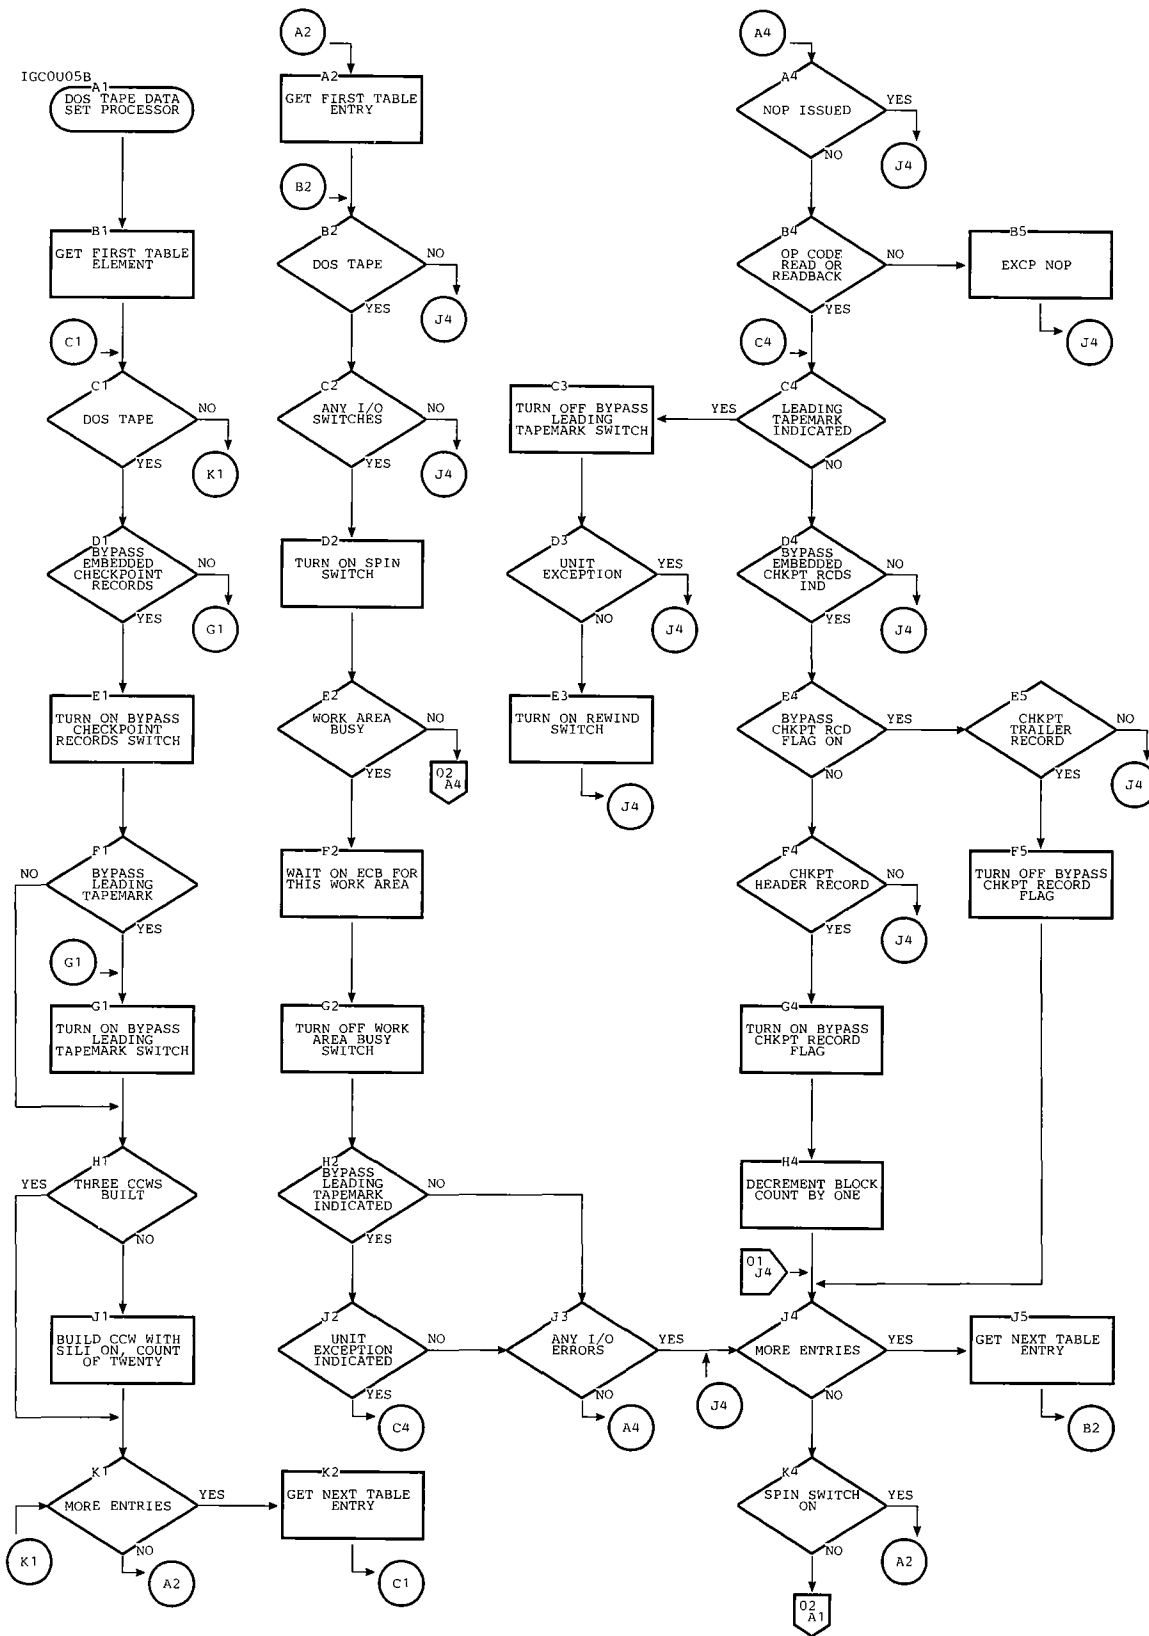 IGC0U05B
A1
DOS TAPE DATA
SET PROCESSOR
B1
GET FIRST TABLE
ELEMENT
C1
C1
DOS TAPE
NO
K1
YES
D1
BYPASS
EMBEDDED
CHECKPOINT
RECORDS
NO
G1
YES
E1
TURN ON BYPASS
CHECKPOINT
RECORDS SWITCH
F1
BYPASS
LEADING
TAPEMARK
NO
YES
G1
G1
TURN ON BYPASS
LEADING
TAPEMARK SWITCH
H1
THREE CCWS
BUILT
YES
NO
J1
BUILD CCW WITH
SILI ON, COUNT
OF TWENTY
K1
MORE ENTRIES
YES
K1
NO
A2
A2
A2
GET FIRST TABLE
ENTRY
B2
B2
DOS TAPE
NO
J4
YES
C2
ANY I/O
SWITCHES
NO
J4
YES
D2
TURN ON SPIN
SWITCH
E2
WORK AREA
BUSY
NO
02
A4
YES
F2
WAIT ON ECB FOR
THIS WORK AREA
G2
TURN OFF WORK
AREA BUSY
SWITCH
H2
BYPASS
LEADING
TAPEMARK
INDICATED
NO
YES
J2
UNIT
EXCEPTION
INDICATED
NO
YES
C4
K2
GET NEXT TABLE
ENTRY
C1
C3
TURN OFF BYPASS
LEADING
TAPEMARK SWITCH
D3
UNIT
EXCEPTION
YES
J4
NO
E3
TURN ON REWIND
SWITCH
J4
J3
ANY I/O
ERRORS
YES
J4
NO
A4
A4
A4
NOP ISSUED
YES
J4
NO
B4
OP CODE
READ OR
READBACK
NO
YES
C4
C4
LEADING
TAPEMARK
INDICATED
YES
NO
D4
BYPASS
EMBEDDED
CHKPT RCDS
IND
NO
J4
YES
E4
BYPASS
CHKPT RCD
FLAG ON
YES
NO
F4
CHKPT
HEADER RECORD
NO
J4
YES
G4
TURN ON BYPASS
CHKPT RECORD
FLAG
H4
DECREMENT BLOCK
COUNT BY ONE
01
J4
J4
MORE ENTRIES
YES
NO
K4
SPIN SWITCH
ON
YES
A2
NO
02
A1
B5
EXCP NOP
J4
E5
CHKPT
TRAILER
RECORD
NO
J4
YES
F5
TURN OFF BYPASS
CHKPT RECORD
FLAG
J5
GET NEXT TABLE
ENTRY
B2